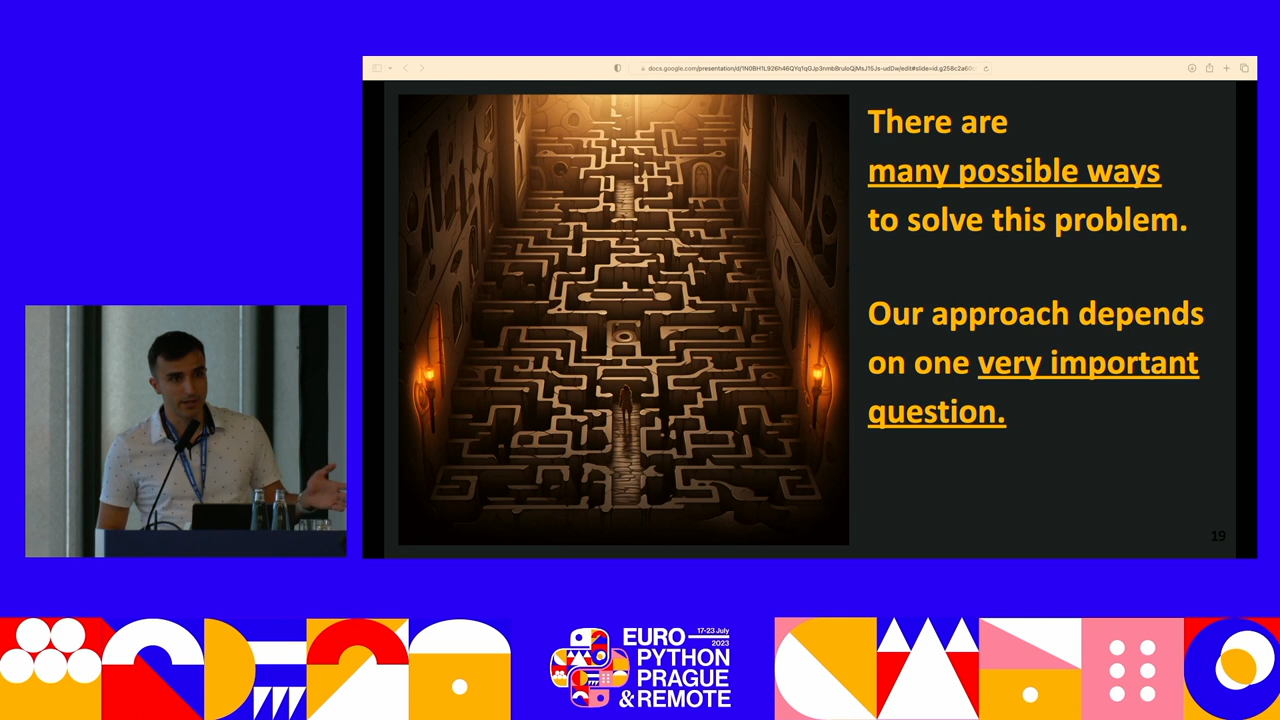 There are
many possible ways
to solve this problem.
Our approach depends
on one very important
question.
19
EURO
17-23 July
2023
PYTHON
PRAGUE
& REMOTE